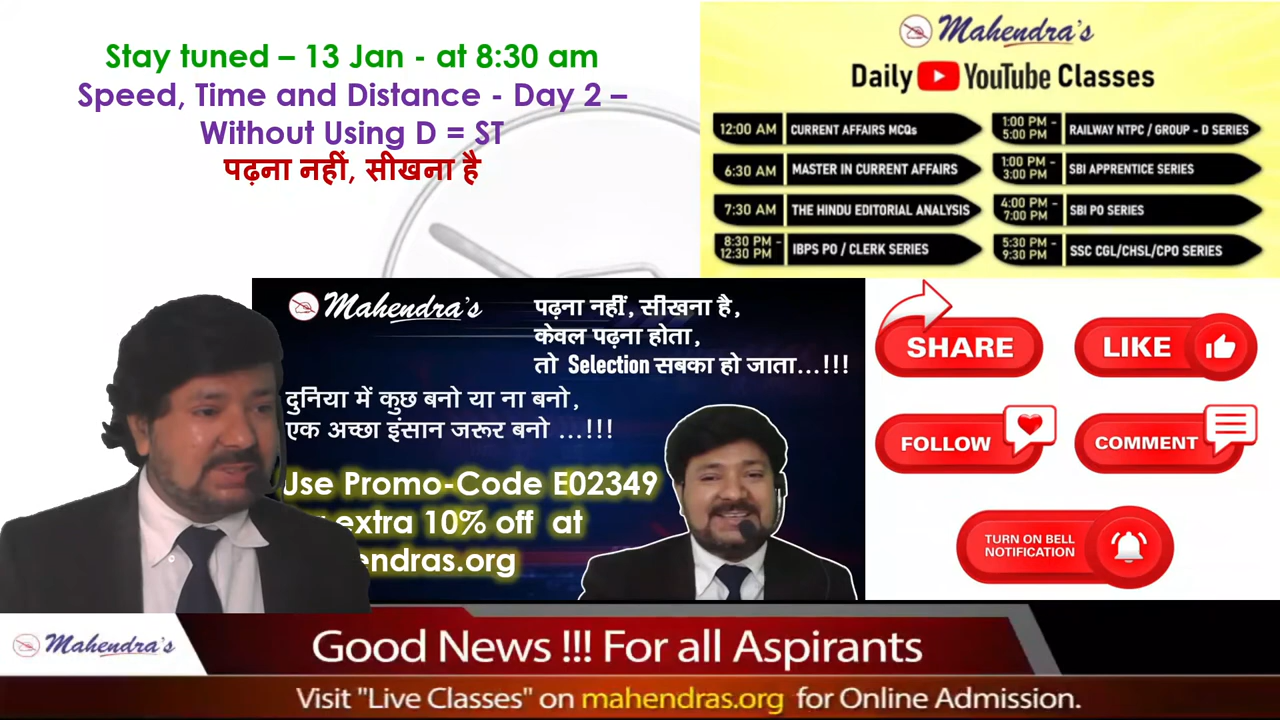 Stay tuned – 13 Jan - at 8:30 am
Speed, Time and Distance - Day 2 –
Without Using D = ST
पढ़ना नहीं, सीखना है
Mahendra's
Daily YouTube Classes
12:00 AM CURRENT AFFAIRS MCQs
6:30 AM MASTER IN CURRENT AFFAIRS
7:30 AM THE HINDU EDITORIAL ANALYSIS
8:30 PM - 12:30 PM IBPS PO / CLERK SERIES
1:00 PM - 5:00 PM RAILWAY NTPC / GROUP - D SERIES
1:00 PM - 3:00 PM SBI APPRENTICE SERIES
4:00 PM - 7:00 PM SBI PO SERIES
5:30 PM - 9:30 PM SSC CGL/CHSL/CPO SERIES
Mahendra's
पढ़ना नहीं, सीखना है,
केवल पढ़ना होता,
तो Selection सबका हो जाता...!!!
दुनिया में कुछ बनो या ना बनो,
एक अच्छा इंसान जरूर बनो ...!!!
Use Promo-Code E02349
extra 10% off at
endras.org
SHARE
LIKE
FOLLOW
COMMENT
TURN ON BELL
NOTIFICATION
Mahendra's
Good News !!! For all Aspirants
Visit "Live Classes" on mahendras.org for Online Admission.